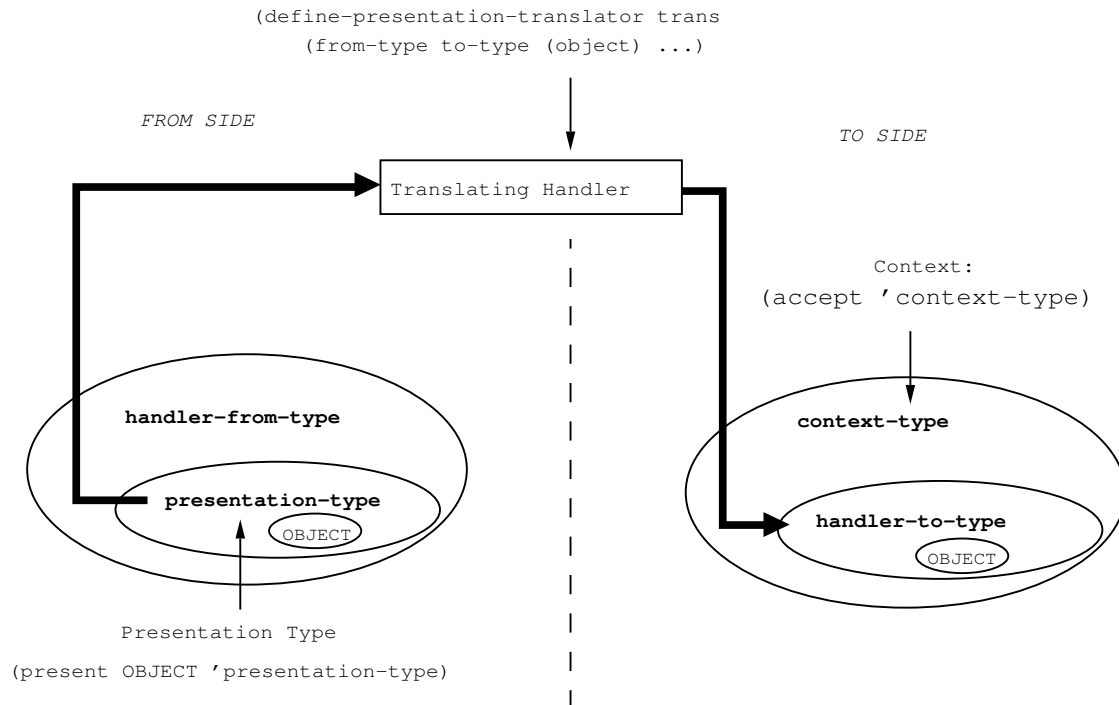 (define-presentation-translator trans
(from-type to-type (object) ...)
FROM SIDE
TO SIDE
Translating Handler
Context:
(accept ’context-type)
handler-from-type
context-type
presentation-type
OBJECT
handler-to-type
OBJECT
Presentation Type
(present OBJECT ’presentation-type)